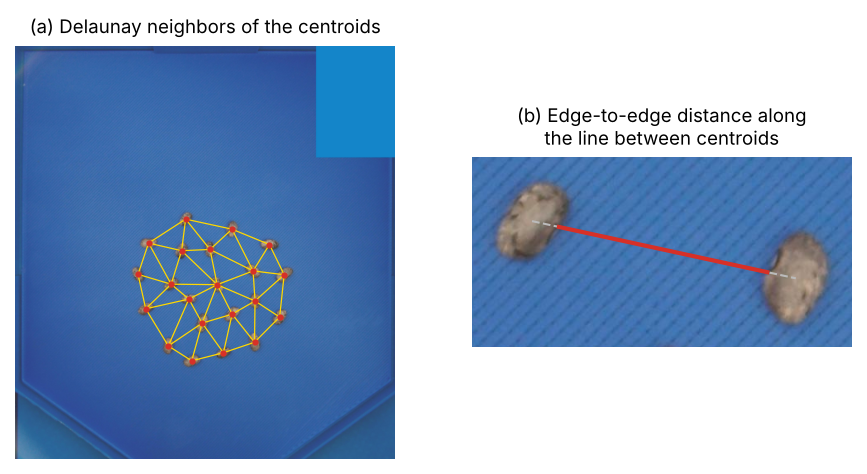 (a) Delaunay neighbors of the centroids
(b) Edge-to-edge distance along
the line between centroids